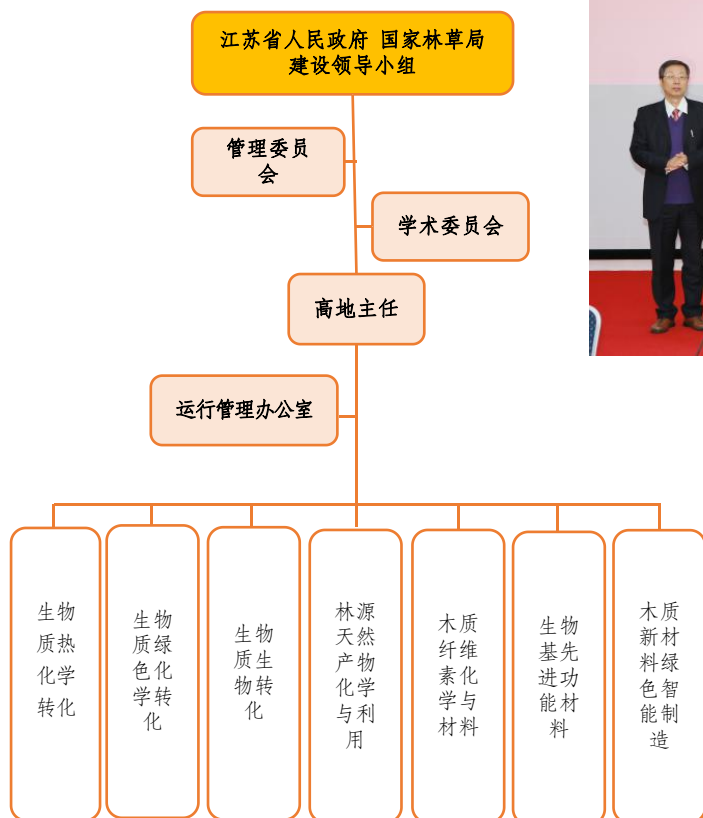 江苏省人民政府 国家林草局
建设领导小组
管理委员
会
学术委员会
高地主任
运行管理办公室
生物
质热
化学
转化
生物
质绿
色化
学转
化
生物
质生
物转
化
林源
天然
产物
化学
与利
用
木质
纤维
素化
学与
材料
生物
基先
进功
能材
料
木质
新材
料绿
色智
能制
造